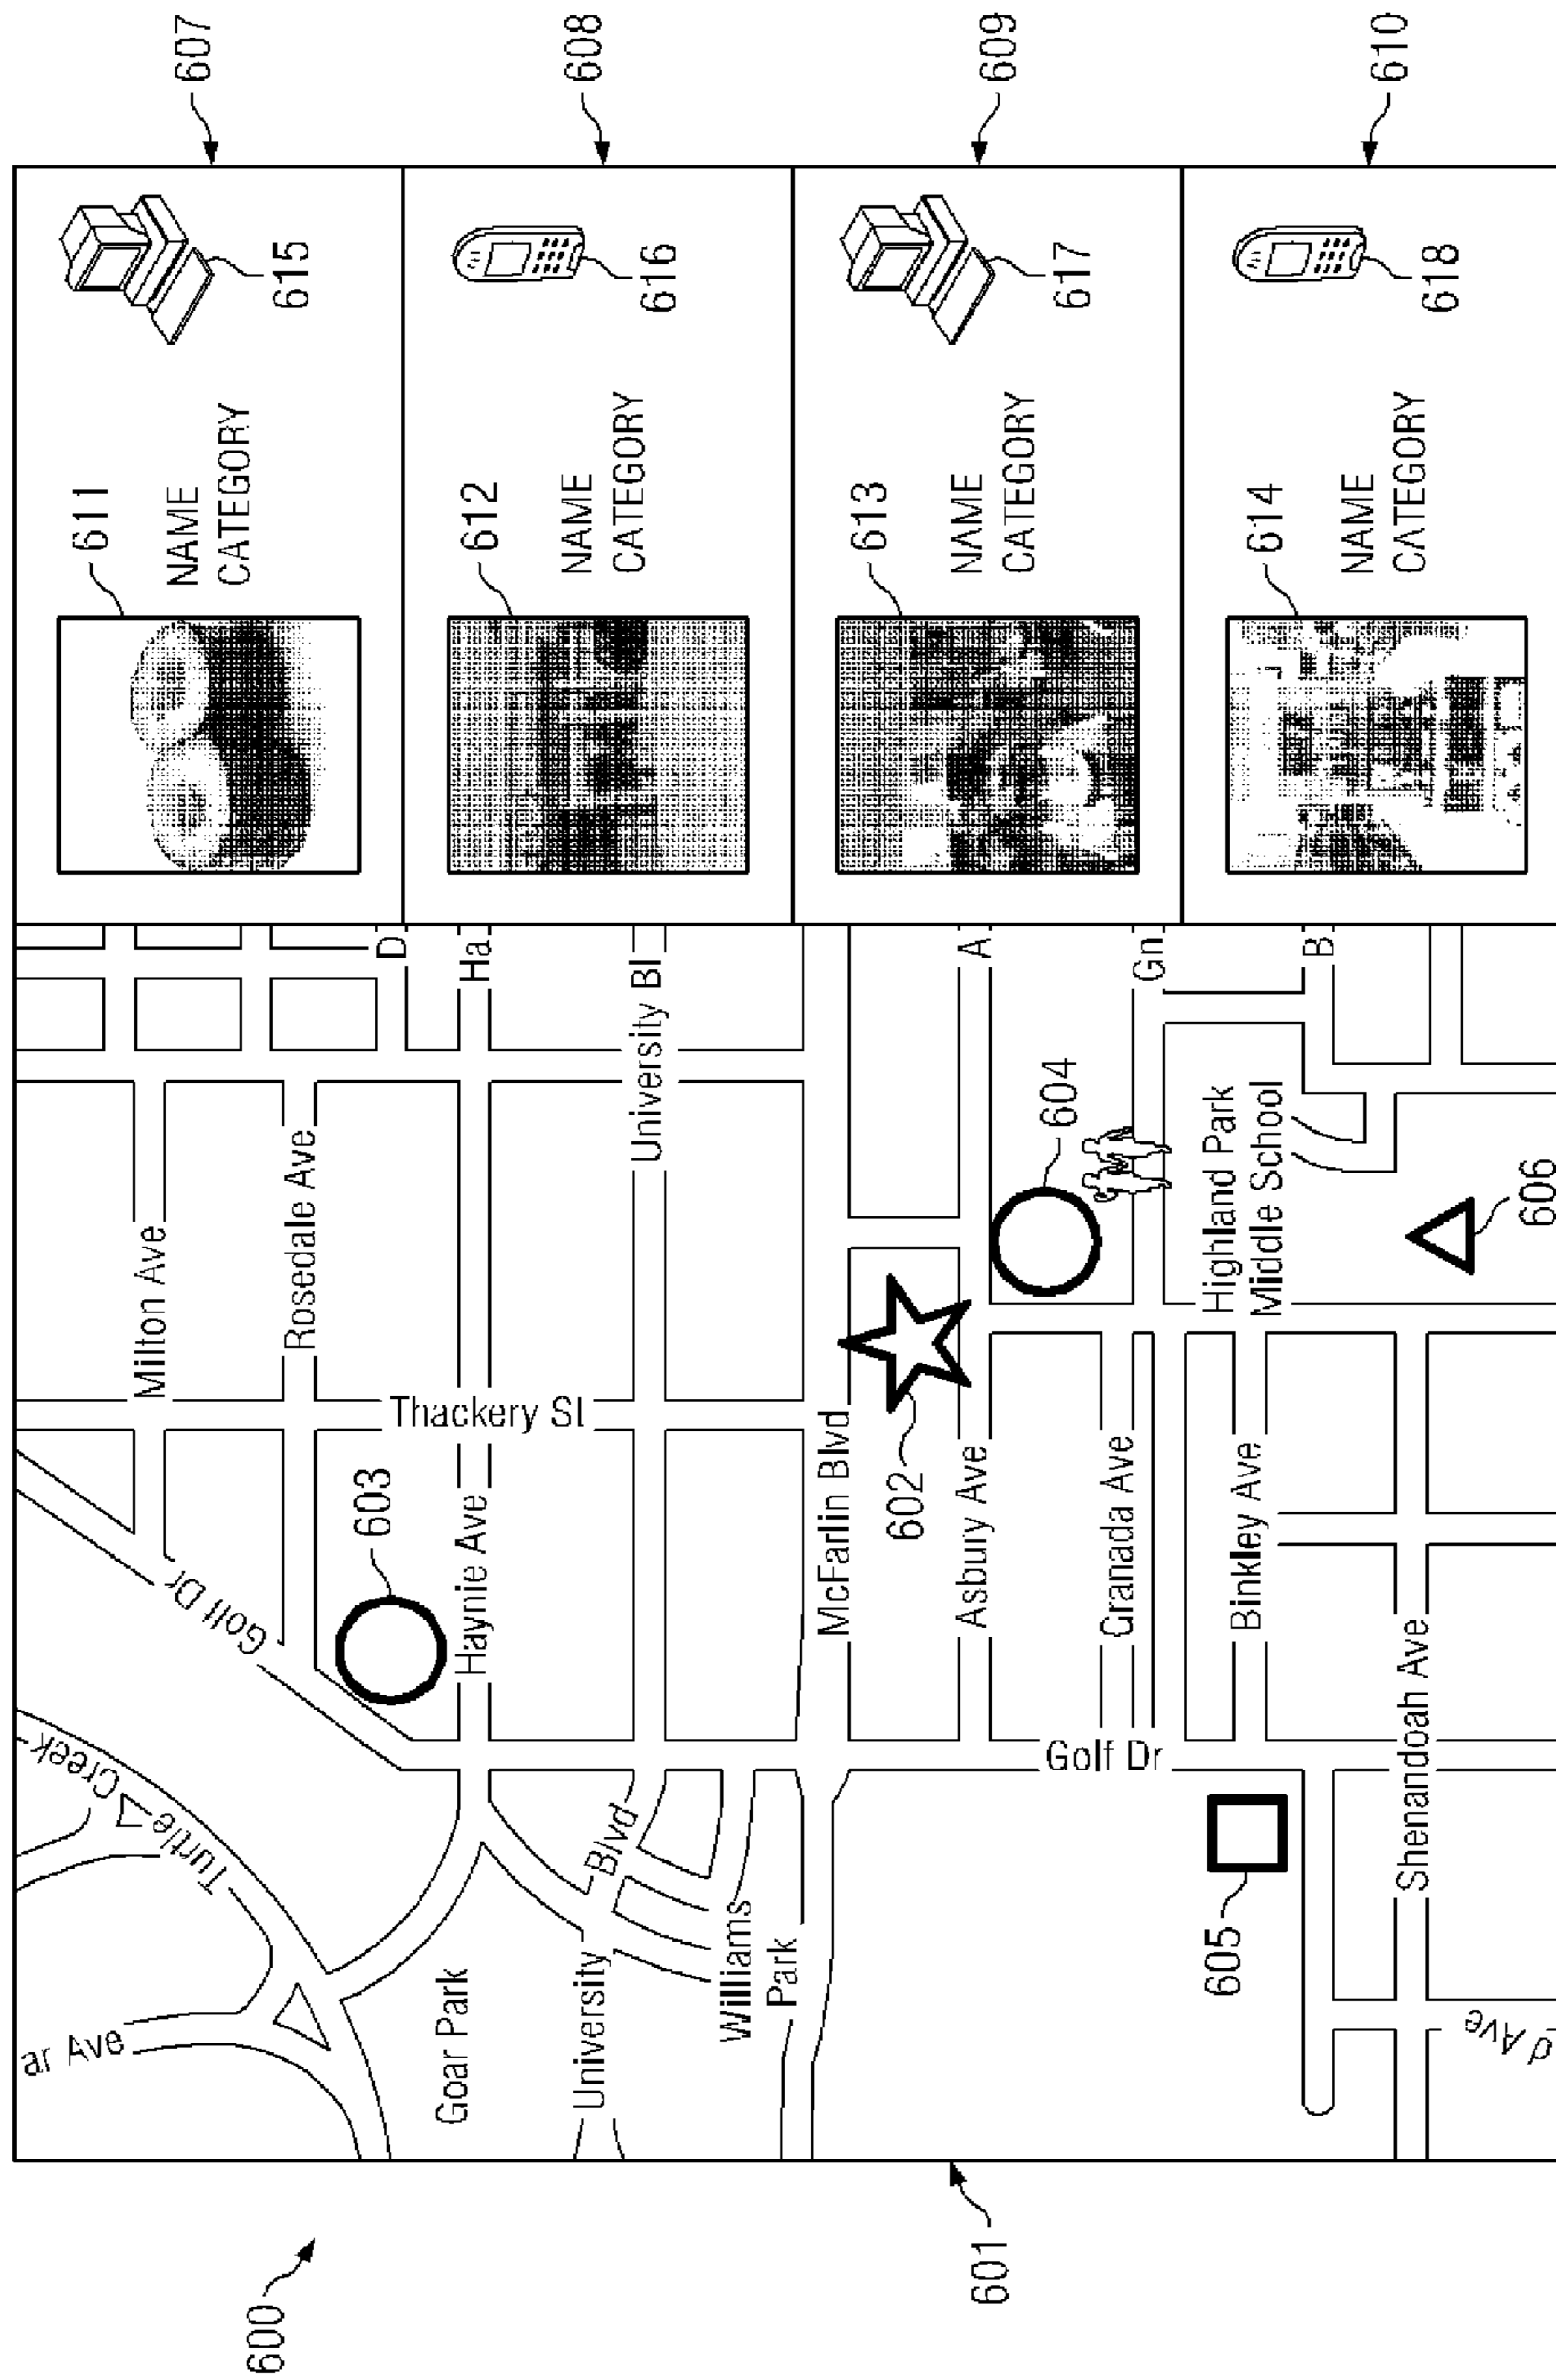 600
601
ar Ave
Turtle Creek
Goar Park
University
Blvd
Williams
Park
Golf Dr
Milton Ave
Rosedale Ave
603
Haynie Ave
Thackery St
D
Ha
University Bl
McFarlin Blvd
602
Asbury Ave
A
604
Granada Ave
Gn
Golf Dr
605
Binkley Ave
Highland Park
Middle School
B
Shenandoah Ave
606
d Ave
611
NAME
CATEGORY
615
607
612
NAME
CATEGORY
616
608
613
NAME
CATEGORY
617
609
614
NAME
CATEGORY
618
610